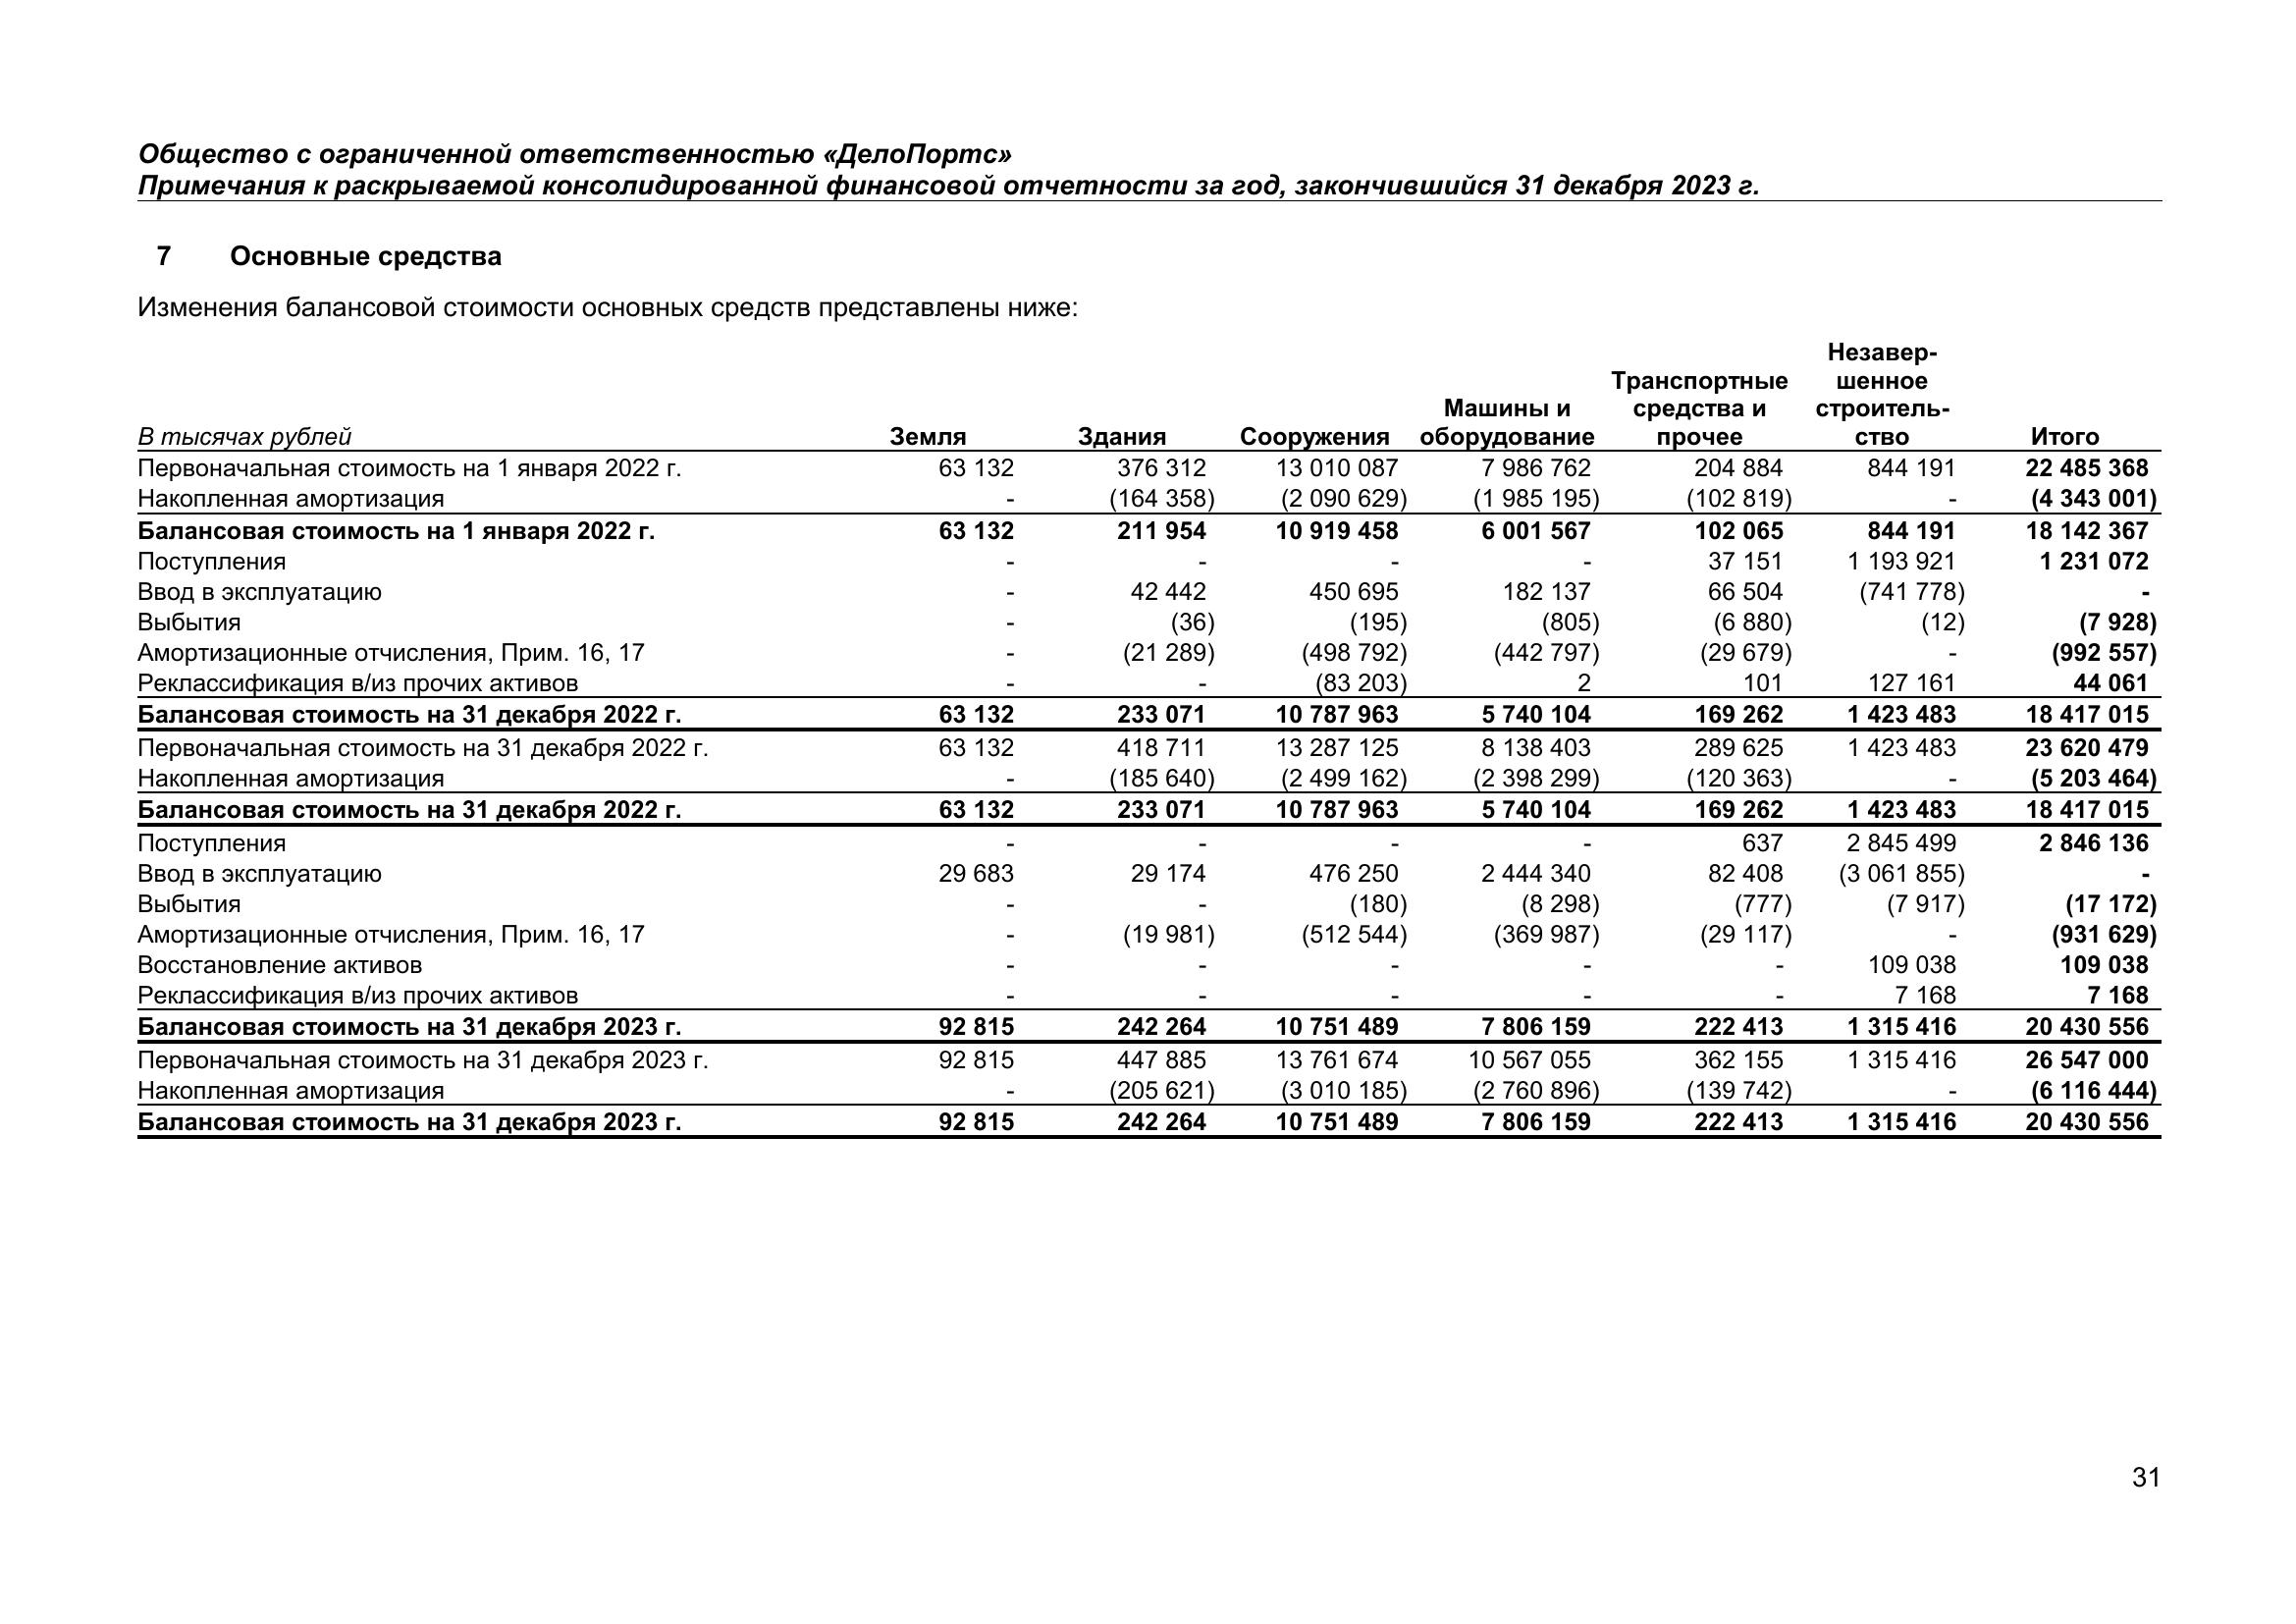 Общество с ограниченной ответственностью «ДелоПортс»
Примечания к раскрываемой консолидированной финансовой отчетности за год, закончившийся 31 декабря 2023 г.
7 Основные средства
Изменения балансовой стоимости основных средств представлены ниже:
Незавер-
Транспортные шенное
Машины и средства и строитель-
В тысячах рублей Земля Здания Сооружения оборудование прочее ство Итого
Первоначальная стоимость на 1 января 2022 г. 63 132 376 312 13 010 087 7 986 762 204 884 844 191 22 485 368
Накопленная амортизация - (164 358) (2 090 629) (1 985 195) (102 819) - (4 343 001)
Балансовая стоимость на 1 января 2022 г. 63 132 211 954 10 919 458 6 001 567 102 065 844 191 18 142 367
Поступления - - - - 37 151 1 193 921 1 231 072
Ввод в эксплуатацию - 42 442 450 695 182 137 66 504 (741 778) -
Выбытия - (36) (195) (805) (6 880) (12) (7 928)
Амортизационные отчисления, Прим. 16, 17 - (21 289) (498 792) (442 797) (29 679) - (992 557)
Реклассификация в/из прочих активов - - (83 203) 2 101 127 161 44 061
Балансовая стоимость на 31 декабря 2022 г. 63 132 233 071 10 787 963 5 740 104 169 262 1 423 483 18 417 015
Первоначальная стоимость на 31 декабря 2022 г. 63 132 418 711 13 287 125 8 138 403 289 625 1 423 483 23 620 479
Накопленная амортизация - (185 640) (2 499 162) (2 398 299) (120 363) - (5 203 464)
Балансовая стоимость на 31 декабря 2022 г. 63 132 233 071 10 787 963 5 740 104 169 262 1 423 483 18 417 015
Поступления - - - - 637 2 845 499 2 846 136
Ввод в эксплуатацию 29 683 29 174 476 250 2 444 340 82 408 (3 061 855) -
Выбытия - - (180) (8 298) (777) (7 917) (17 172)
Амортизационные отчисления, Прим. 16, 17 - (19 981) (512 544) (369 987) (29 117) - (931 629)
Восстановление активов - - - - - 109 038 109 038
Реклассификация в/из прочих активов - - - - - 7 168 7 168
Балансовая стоимость на 31 декабря 2023 г. 92 815 242 264 10 751 489 7 806 159 222 413 1 315 416 20 430 556
Первоначальная стоимость на 31 декабря 2023 г. 92 815 447 885 13 761 674 10 567 055 362 155 1 315 416 26 547 000
Накопленная амортизация - (205 621) (3 010 185) (2 760 896) (139 742) - (6 116 444)
Балансовая стоимость на 31 декабря 2023 г. 92 815 242 264 10 751 489 7 806 159 222 413 1 315 416 20 430 556
31